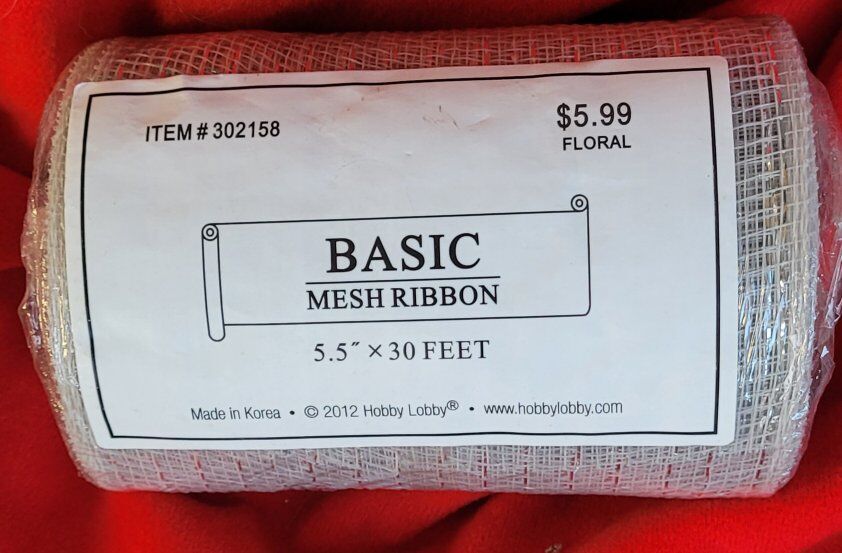 ITEM # 302158
$5.99
FLORAL
BASIC
MESH RIBBON
5.5″ × 30 FEET
Made in Korea • © 2012 Hobby Lobby® • www.hobbylobby.com